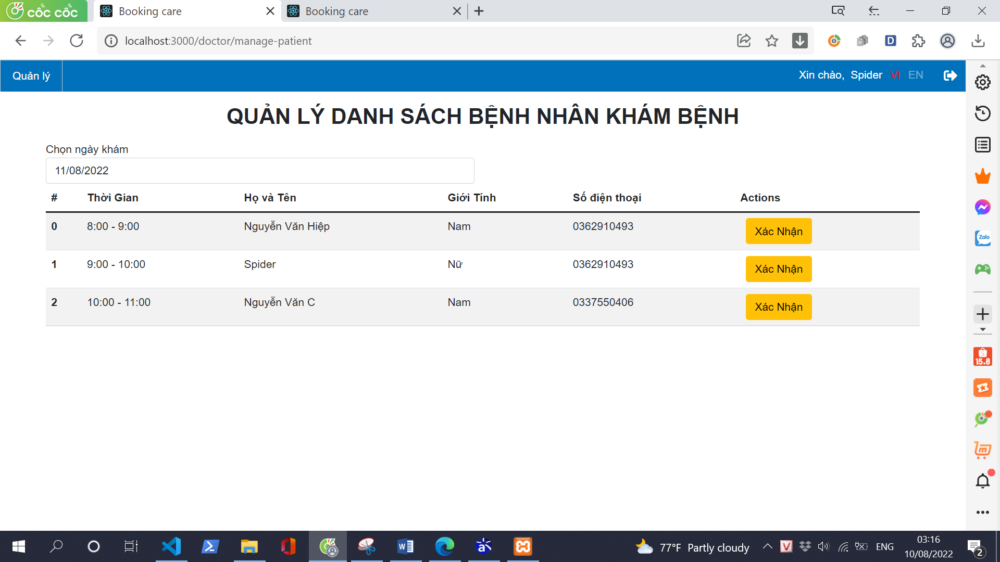 cốc cốc
Booking care
Booking care
localhost:3000/doctor/manage-patient
D
Quản lý
Xin chào, Spider VI EN
QUẢN LÝ DANH SÁCH BỆNH NHÂN KHÁM BỆNH
Chọn ngày khám
11/08/2022
# Thời Gian Họ và Tên Giới Tính Số điện thoại Actions
0 8:00 - 9:00 Nguyễn Văn Hiệp Nam 0362910493 Xác Nhận
1 9:00 - 10:00 Spider Nữ 0362910493 Xác Nhận
2 10:00 - 11:00 Nguyễn Văn C Nam 0337550406 Xác Nhận
Zalo
S
15.8
77°F Partly cloudy
V
ENG
03:16
10/08/2022
2